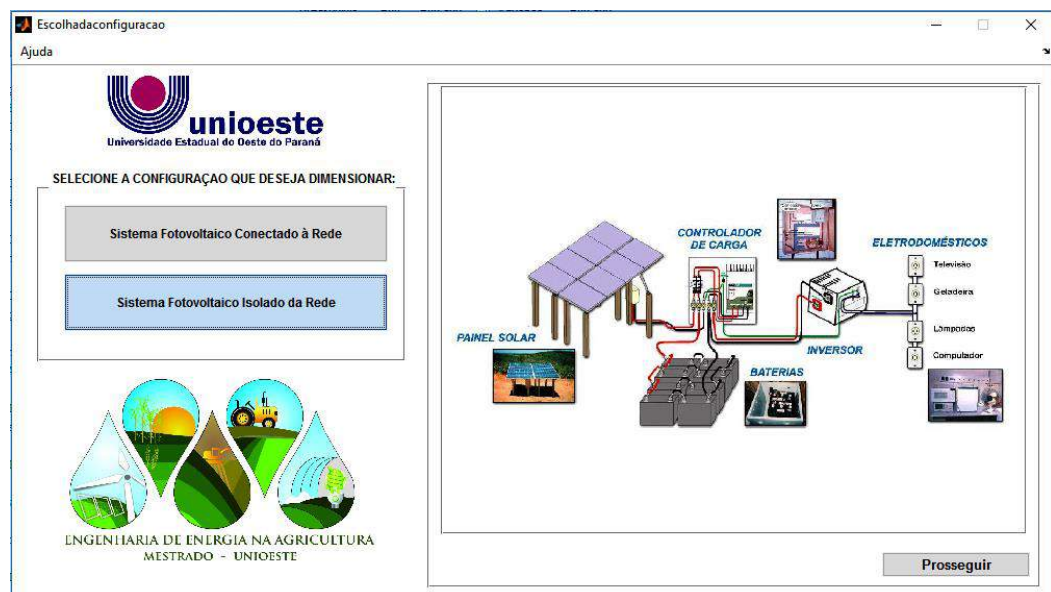 Escolhadaconfiguracao
Ajuda
unioeste
Universidade Estadual do Oeste do Paraná
SELECIONE A CONFIGURAÇAO QUE DESEJA DIMENSIONAR:
Sistema Fotovoltaico Conectado à Rede
Sistema Fotovoltaico Isolado da Rede
ENGENHARIA DE ENERGIA NA AGRICULTURA
MESTRADO - UNIOESTE
CONTROLADOR
DE CARGA
ELETRODOMÉSTICOS
Televisão
Geladeira
Lâmpadas
Computador
PAINEL SOLAR
INVERSOR
BATERIAS
Prosseguir